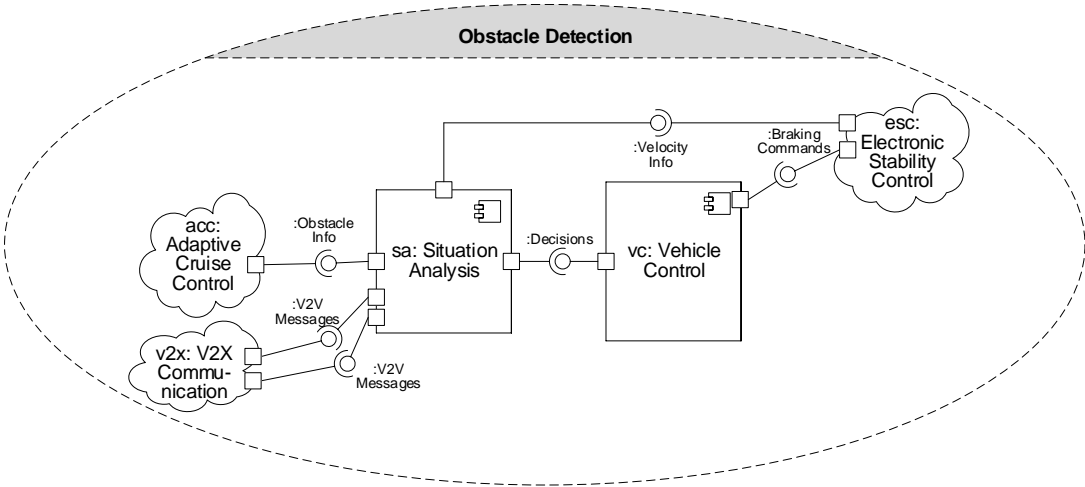 Obstacle Detection
esc:
Electronic
Stability
Control
:Braking
Commands
:Velocity
Info
acc:
Adaptive
Cruise
Control
:Obstacle
Info
sa: Situation
Analysis
:Decisions
vc: Vehicle
Control
:V2V
Messages
v2x: V2X
Commu-
nication
:V2V
Messages